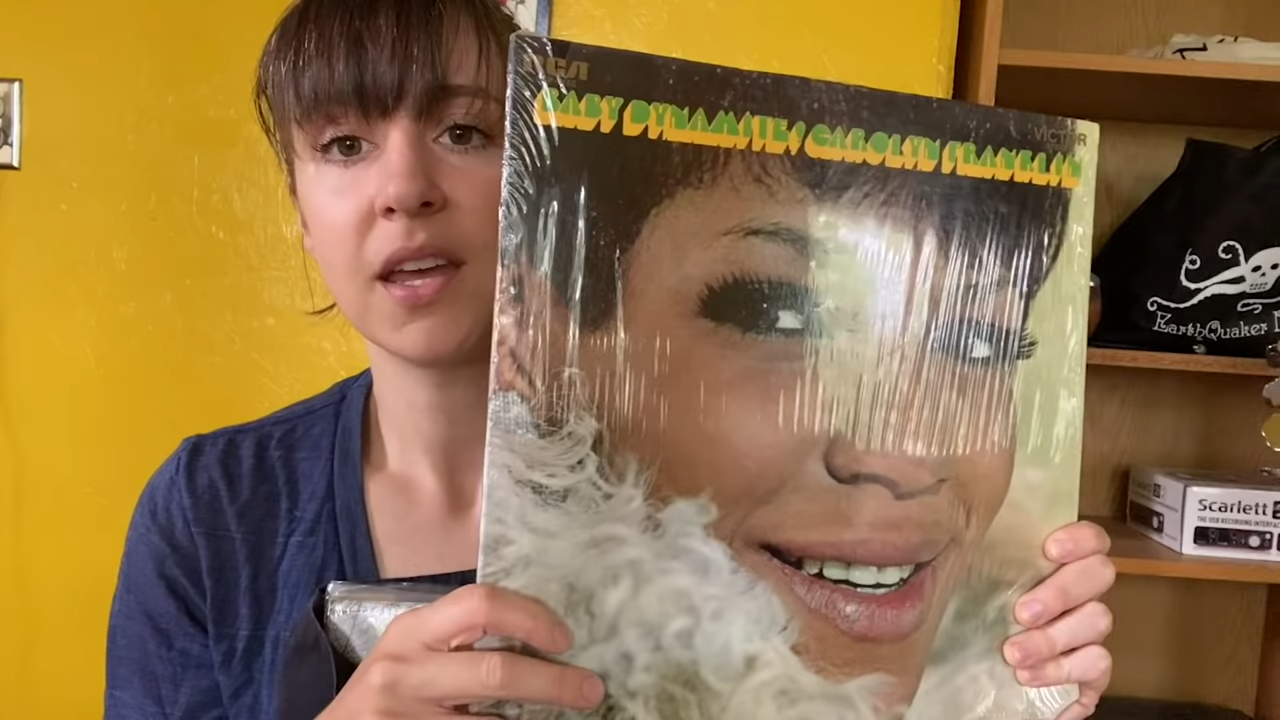 RCA
VICTOR
BABY DYNAMITE! CAROLYN FRANKLIN
EarthQuaker
Scarlett
THE USB RECORDING INTERFACE